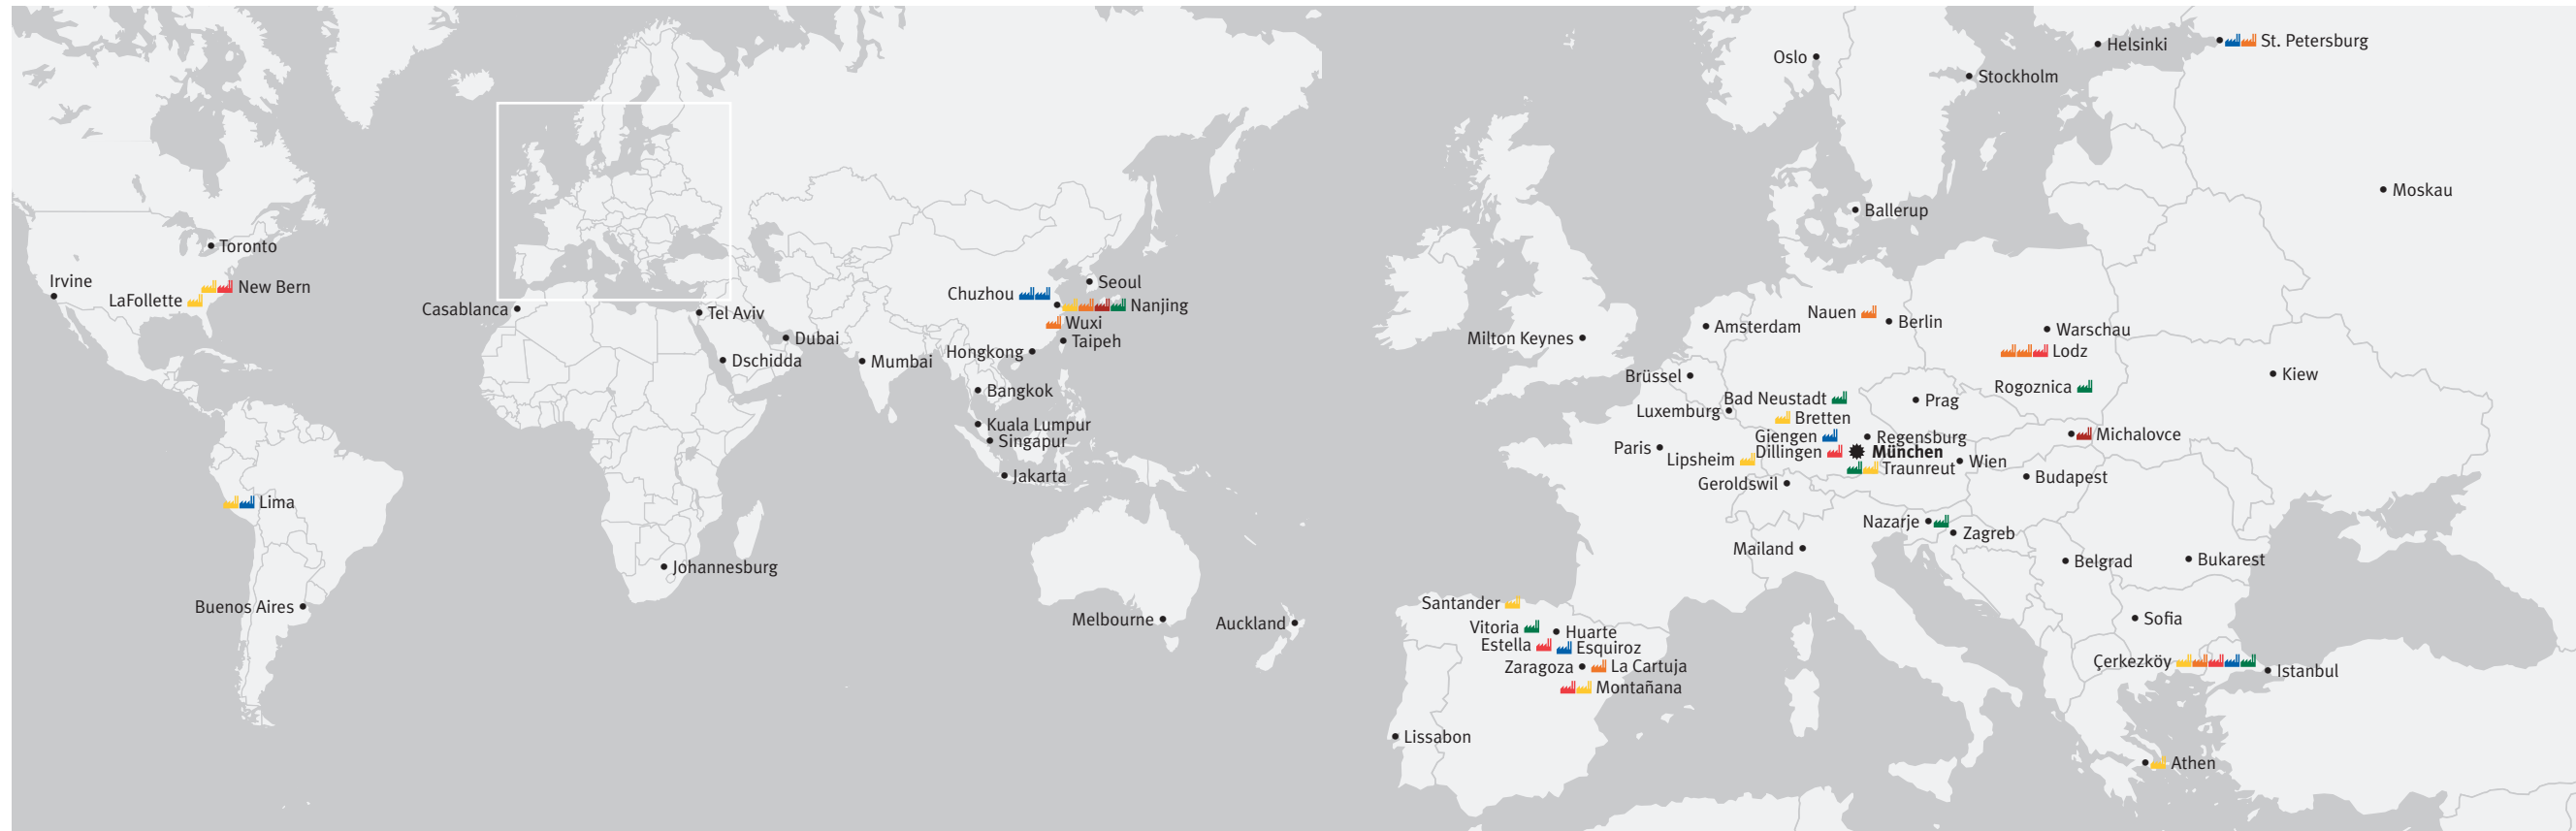 Toronto
Irvine
New Bern
LaFollette
Lima
Buenos Aires
Casablanca
Tel Aviv
Dubai
Dschidda
Mumbai
Johannesburg
Seoul
Chuzhou
Nanjing
Wuxi
Taipeh
Hongkong
Bangkok
Kuala Lumpur
Singapur
Jakarta
Melbourne
Auckland
Helsinki
St. Petersburg
Oslo
Stockholm
Moskau
Ballerup
Nauen
Berlin
Amsterdam
Warschau
Milton Keynes
Lodz
Brüssel
Kiew
Rogoznica
Bad Neustadt
Prag
Luxemburg
Bretten
Giengen
Regensburg
Michalovce
Paris
Dillingen
München
Lipsheim
Traunreut
Wien
Geroldswil
Budapest
Nazarje
Zagreb
Mailand
Belgrad
Bukarest
Santander
Sofia
Vitoria
Huarte
Estella
Esquiroz
Zaragoza
La Cartuja
Montañana
Çerkezköy
Istanbul
Lissabon
Athen